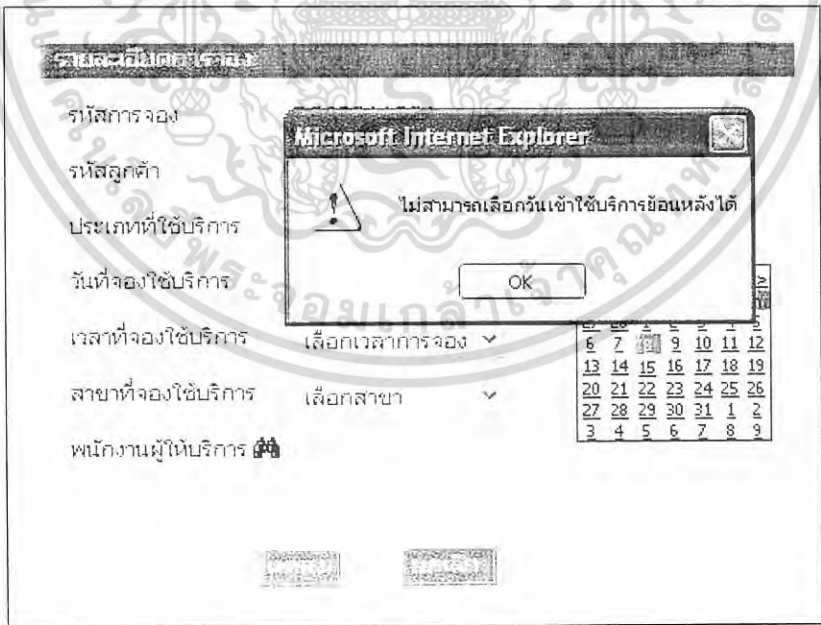 รายละเอียดการจอง
รหัสการจอง
Microsoft Internet Explorer
รหัสลูกค้า
ไม่สามารถเลือกวันเข้าใช้บริการย้อนหลังได้
ประเภทที่ใช้บริการ
วันที่จองใช้บริการ
OK
เวลาที่จองใช้บริการ
เลือกเวลาการจอง
6 7 8 9 10 11 12
13 14 15 16 17 18 19
สาขาที่จองใช้บริการ
เลือกสาขา
20 21 22 23 24 25 26
27 28 29 30 31 1 2
3 4 5 6 7 8 9
พนักงานผู้ให้บริการ